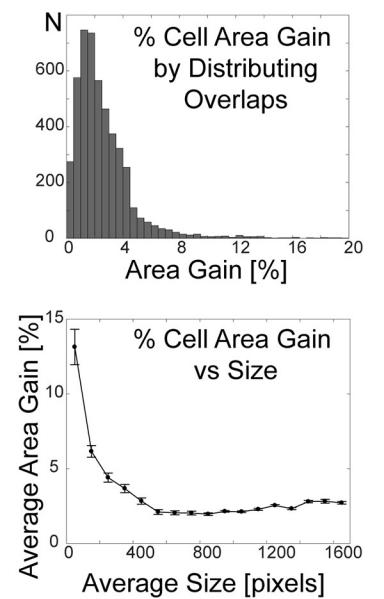 N
% Cell Area Gain
by Distributing
Overlaps
600
400
200
0
0 4 8 12 16 20
Area Gain [%]
% Cell Area Gain
vs Size
Average Area Gain [%]
15
10
5
0
0 400 800 1200 1600
Average Size [pixels]